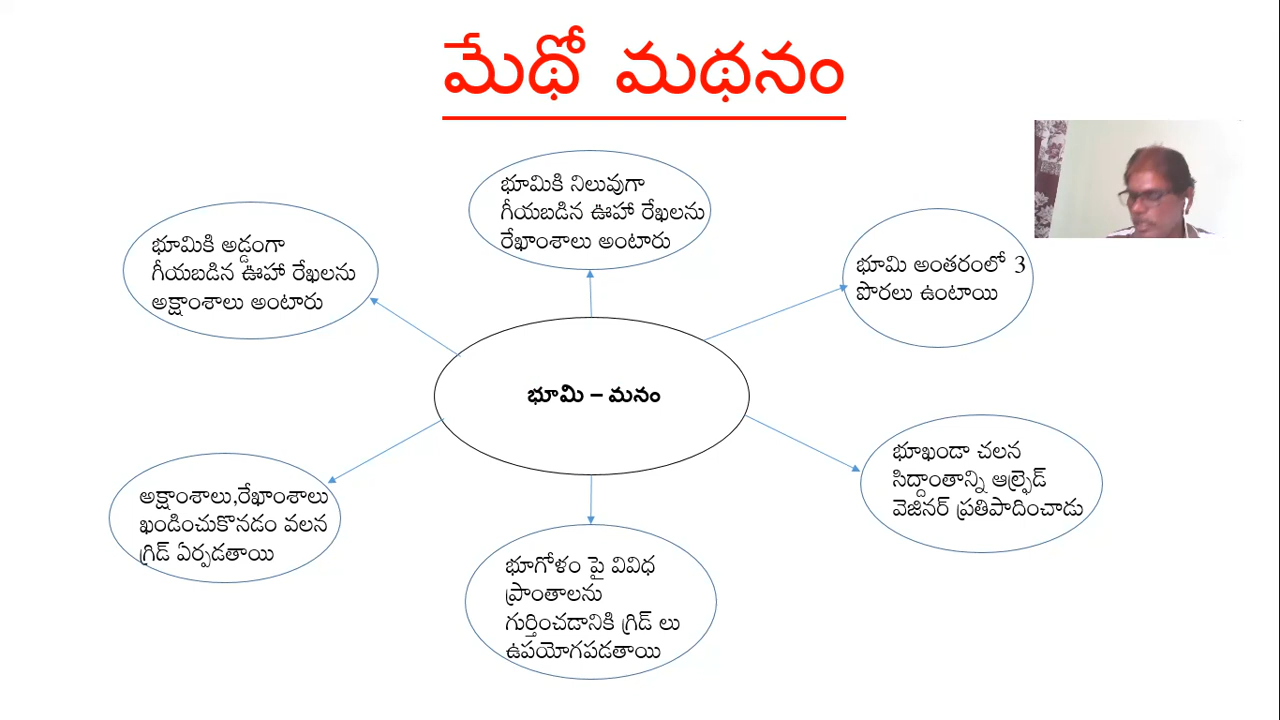 మేథో మథనం
భూమికి నిలువుగా
గీయబడిన ఊహా రేఖలను
రేఖాంశాలు అంటారు
భూమికి అడ్డంగా
గీయబడిన ఊహా రేఖలను
అక్షాంశాలు అంటారు
భూమి అంతరంలో 3
పొరలు ఉంటాయి
భూమి – మనం
భూఖండా చలన
సిద్దాంతాన్ని ఆల్ఫ్రెడ్
వెజినర్ ప్రతిపాదించాడు
అక్షాంశాలు,రేఖాంశాలు
ఖండించుకొనడం వలన
గ్రిడ్ ఏర్పడతాయి
భూగోళం పై వివిధ
ప్రాంతాలను
గుర్తించడానికి గ్రిడ్ లు
ఉపయోగపడతాయి